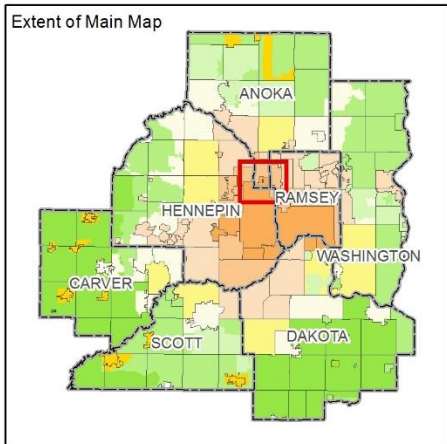 Extent of Main Map
ANOKA
HENNEPIN
RAMSEY
WASHINGTON
CARVER
SCOTT
DAKOTA